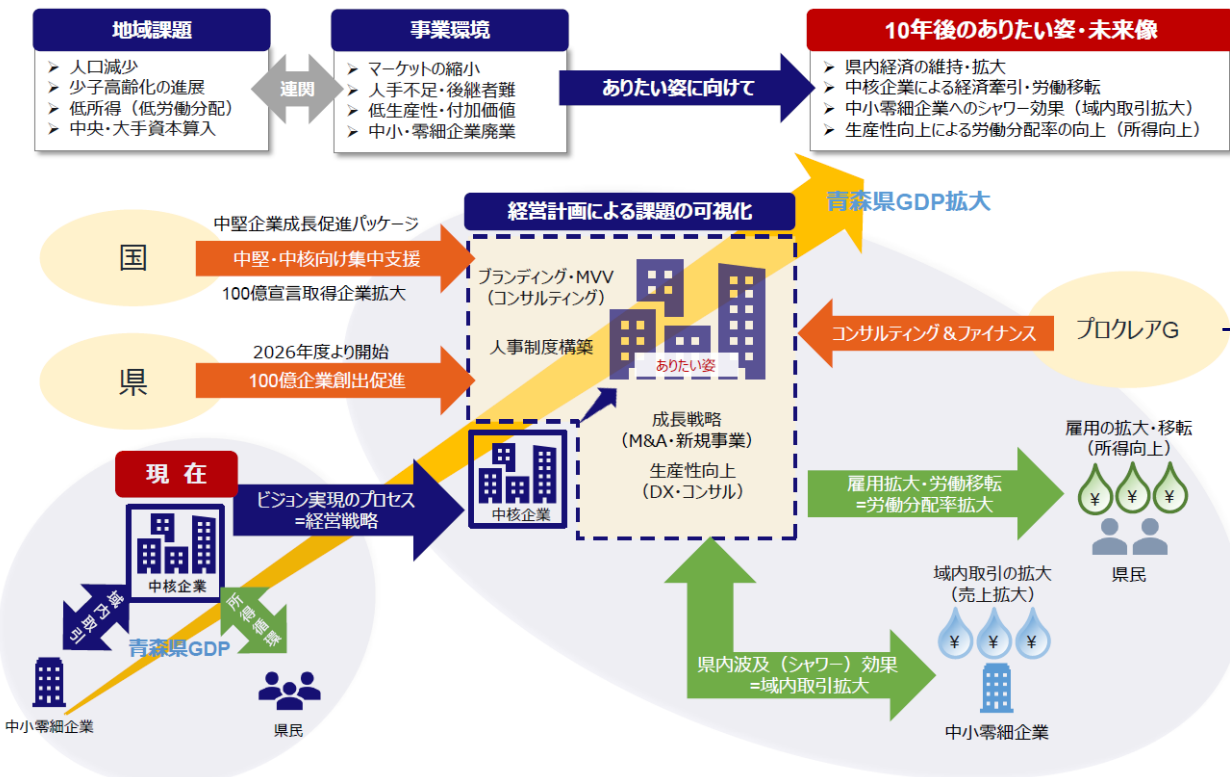 地域課題
人口減少
少子高齢化の進展
低所得（低労働分配）
中央・大手資本算入
連関
事業環境
マーケットの縮小
人手不足・後継者難
低生産性・付加価値
中小・零細企業廃業
ありたい姿に向けて
10年後のありたい姿・未来像
県内経済の維持・拡大
中核企業による経済牽引・労働移転
中小零細企業へのシャワー効果（域内取引拡大）
生産性向上による労働分配率の向上（所得向上）
青森県GDP拡大
国
中堅企業成長促進パッケージ
中堅・中核向け集中支援
100億宣言取得企業拡大
県
2026年度より開始
100億企業創出促進
経営計画による課題の可視化
ブランディング・MVV
（コンサルティング）
人事制度構築
ありたい姿
成長戦略
（M&A・新規事業）
生産性向上
（DX・コンサル）
中核企業
コンサルティング＆ファイナンス
プロクレアG
現 在
中核企業
ビジョン実現のプロセス
=経営戦略
域内取引
所得循環
青森県GDP
中小零細企業
県民
雇用拡大・労働移転
=労働分配率拡大
雇用の拡大・移転
（所得向上）
¥ ¥ ¥
県民
県内波及（シャワー）効果
=域内取引拡大
域内取引の拡大
（売上拡大）
¥ ¥ ¥
中小零細企業